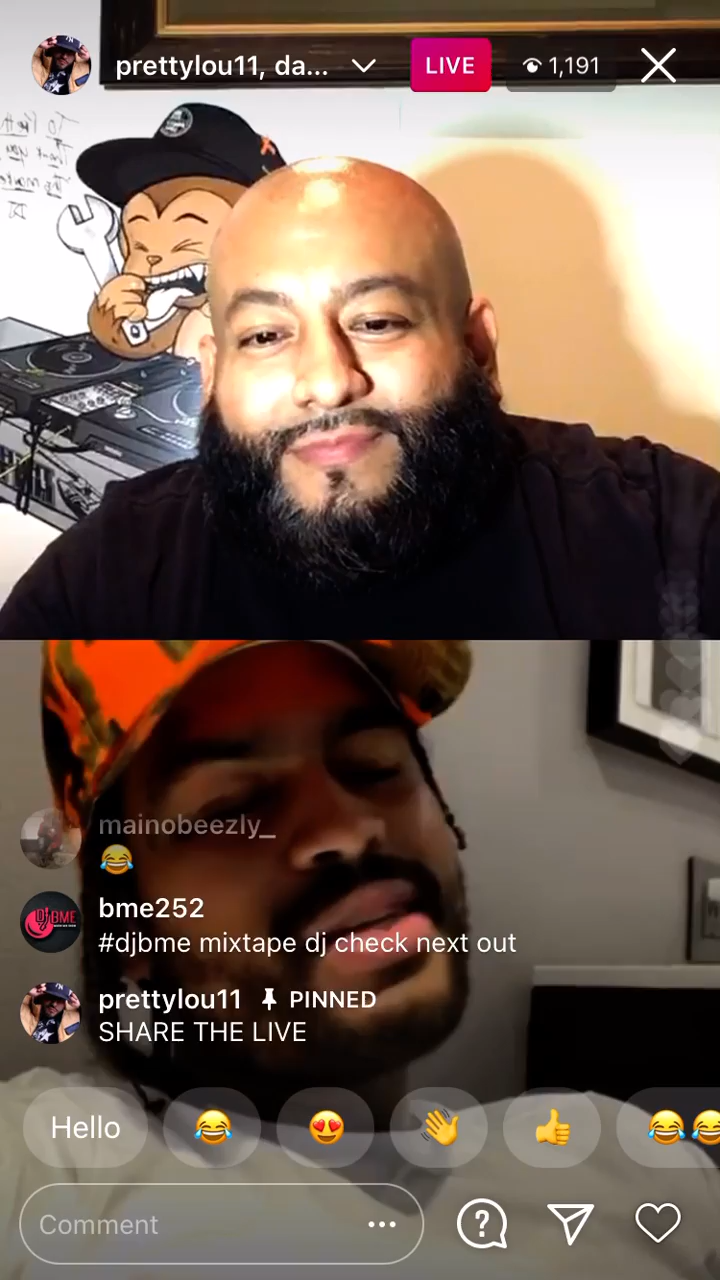 prettylou11, da...
LIVE
1,191
mainobeezly_
😂
bme252
#djbme mixtape dj check next out
prettylou11 PINNED
SHARE THE LIVE
Hello 😂 😍 👋 👍 😂😂
Comment